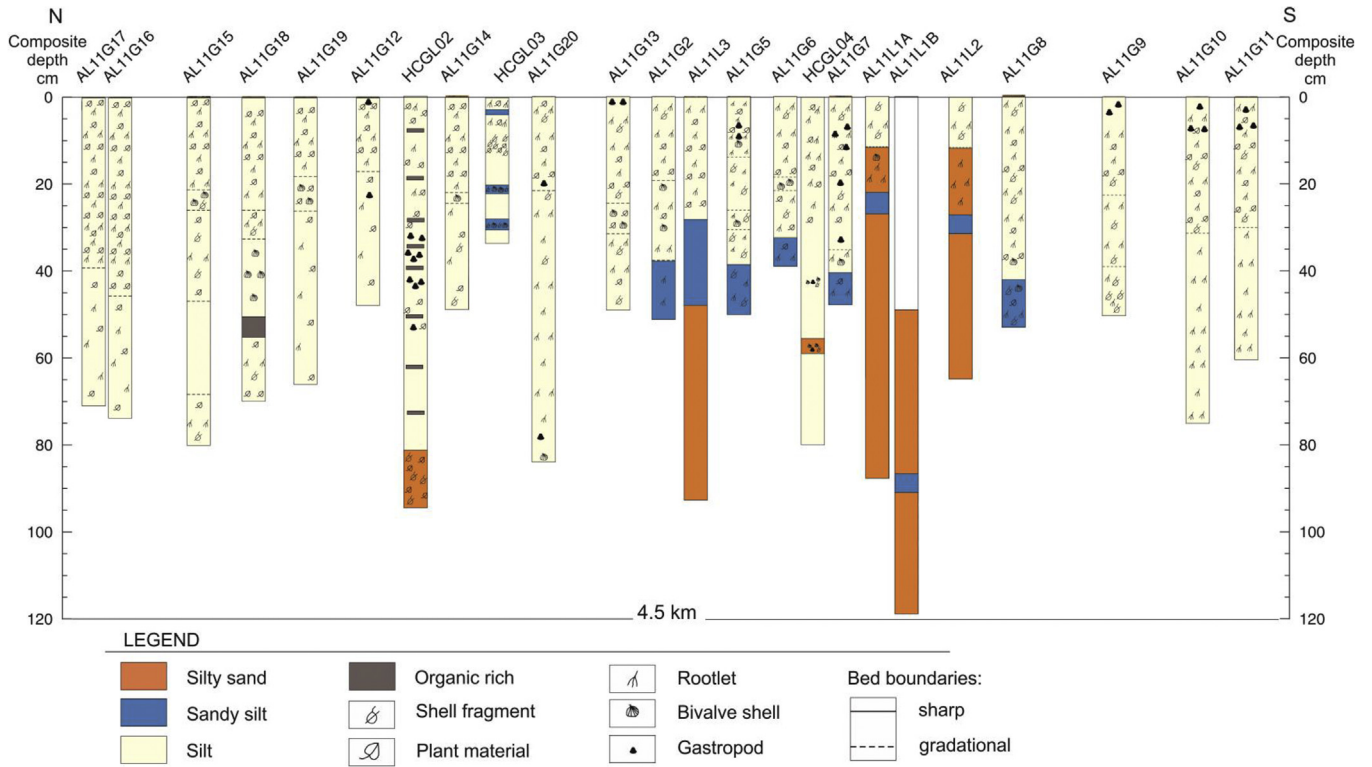 N
S
Composite
depth
cm
AL11G17
AL11G16
AL11G15
AL11G18
AL11G19
AL11G12
HCGL02
AL11G14
HCGL03
AL11G20
AL11G13
AL11G2
AL11L3
AL11G5
AL11G6
HCGL04
AL11G7
AL11L1A
AL11L1B
AL11L2
AL11G8
AL11G9
AL11G10
AL11G11
Composite
depth
cm
0
20
40
60
80
100
120
0
20
40
60
80
100
120
4.5 km
LEGEND
Silty sand
Sandy silt
Silt
Organic rich
Shell fragment
Plant material
Rootlet
Bivalve shell
Gastropod
Bed boundaries:
sharp
gradational